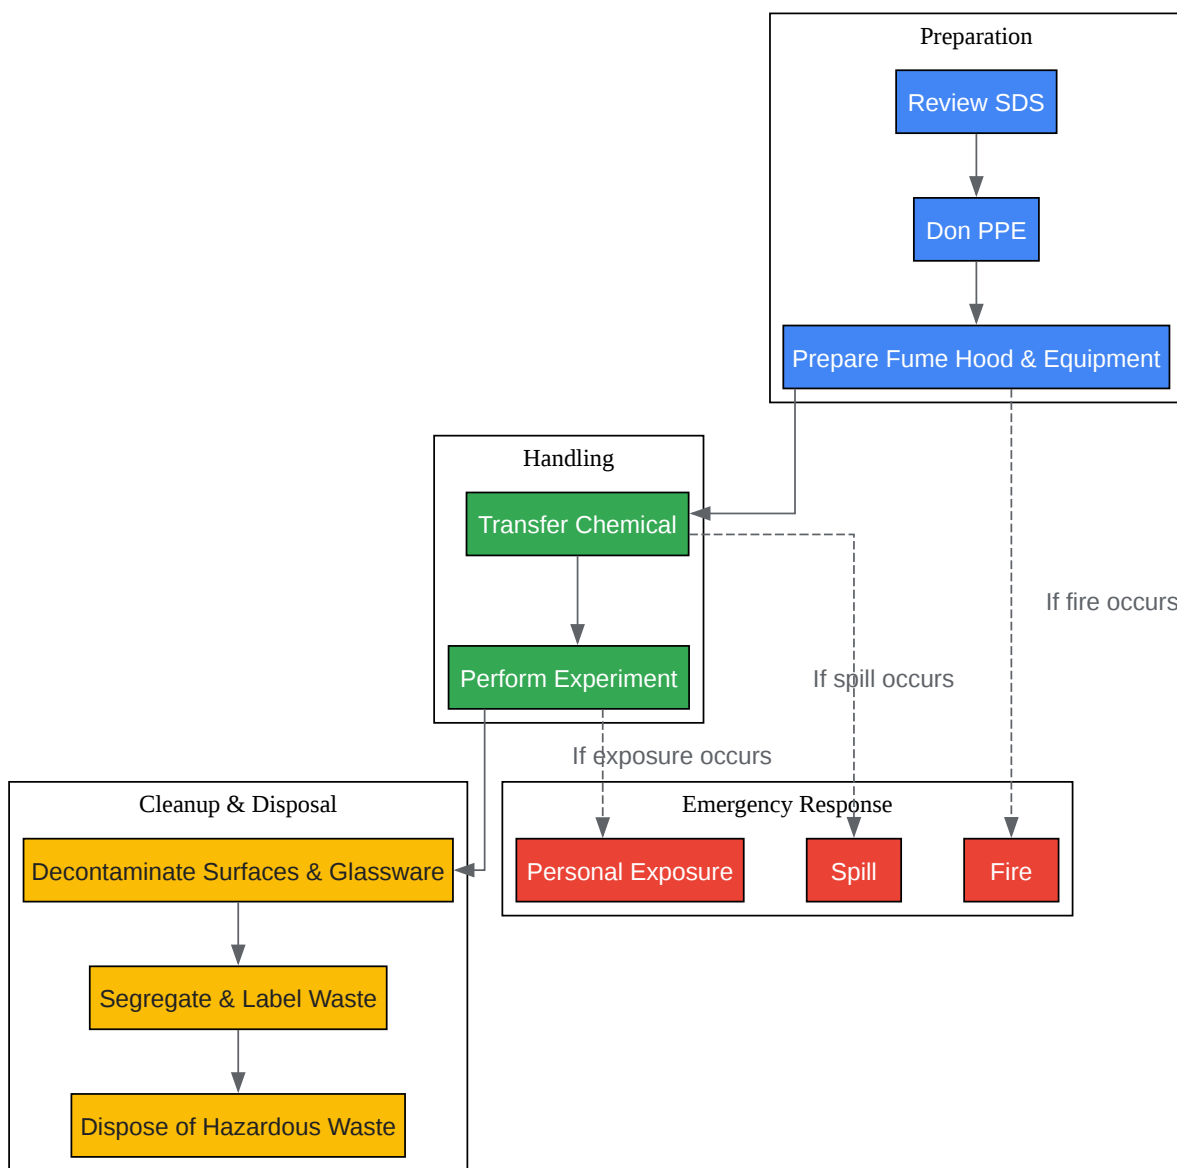 Preparation
Review SDS
Don PPE
Prepare Fume Hood & Equipment
Handling
Transfer Chemical
If fire occurs
Perform Experiment
If spill occurs
If exposure occurs
Cleanup & Disposal
Emergency Response
Decontaminate Surfaces & Glassware
Personal Exposure
Spill
Fire
Segregate & Label Waste
Dispose of Hazardous Waste